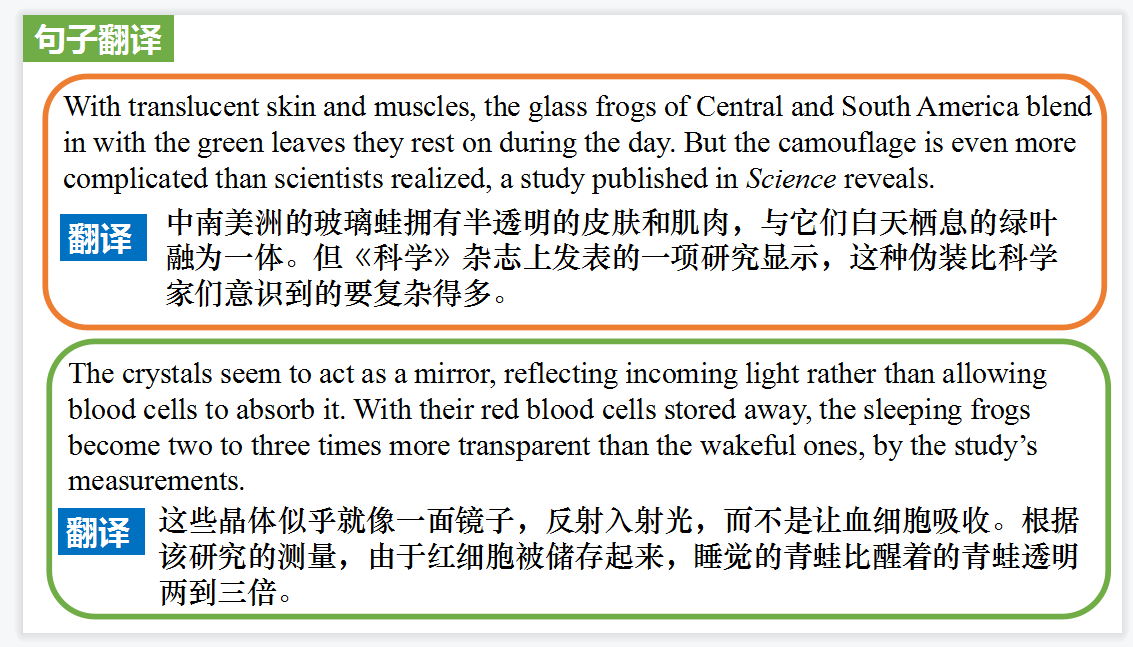 句子翻译
With translucent skin and muscles, the glass frogs of Central and South America blend
in with the green leaves they rest on during the day. But the camouflage is even more
complicated than scientists realized, a study published in Science reveals.
翻译
中南美洲的玻璃蛙拥有半透明的皮肤和肌肉，与它们白天栖息的绿叶
融为一体。但《科学》杂志上发表的一项研究显示，这种伪装比科学
家们意识到的要复杂得多。
The crystals seem to act as a mirror, reflecting incoming light rather than allowing
blood cells to absorb it. With their red blood cells stored away, the sleeping frogs
become two to three times more transparent than the wakeful ones, by the study’s
measurements.
翻译
这些晶体似乎就像一面镜子，反射入射光，而不是让血细胞吸收。根据
该研究的测量，由于红细胞被储存起来，睡觉的青蛙比醒着的青蛙透明
两到三倍。